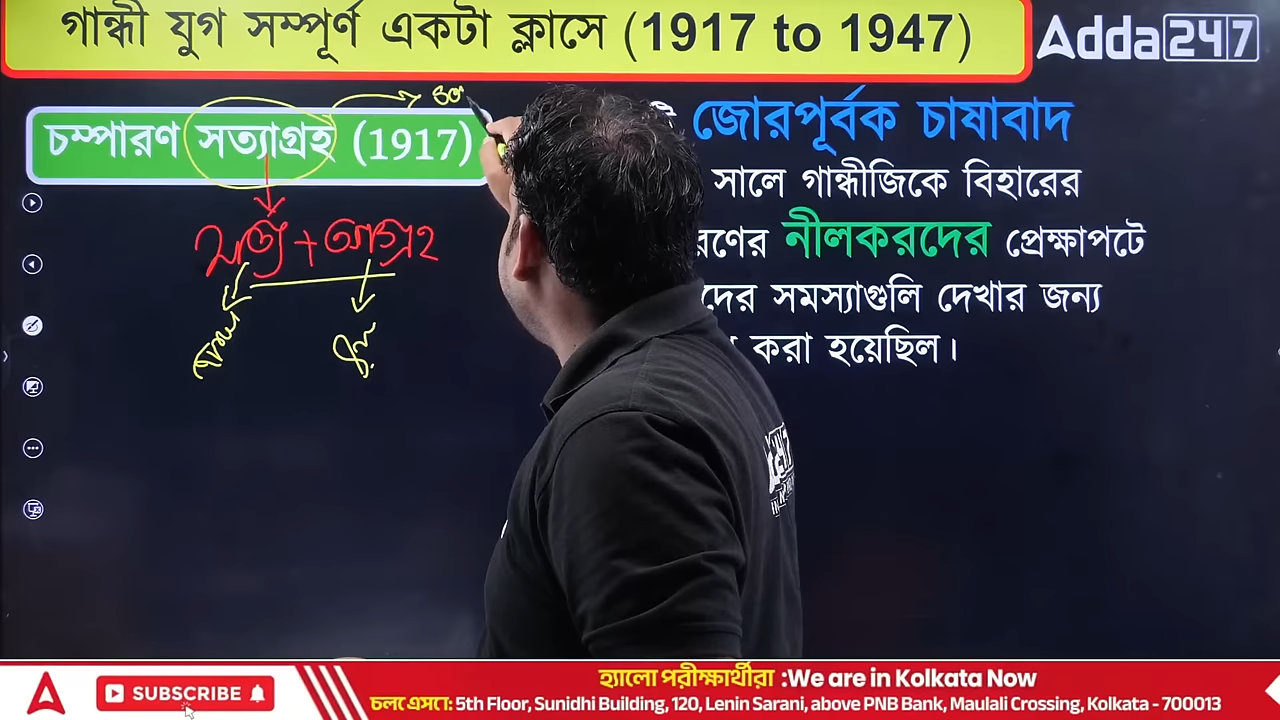 গান্ধী যুগ সম্পূর্ণ একটা ক্লাসে (1917 to 1947)
Adda247
চম্পারণ সত্যাগ্রহ (1917)
সত্য + আগ্রহ
জোরপূর্বক চাষাবাদ
সালে গান্ধীজিকে বিহারের
রণের নীলকরদের প্রেক্ষাপটে
দের সমস্যাগুলি দেখার জন্য
করা হয়েছিল।
SUBSCRIBE
হ্যালো পরীক্ষার্থীরা :We are in Kolkata Now
চলে এসো: 5th Floor, Sunidhi Building, 120, Lenin Sarani, above PNB Bank, Maulali Crossing, Kolkata - 700013